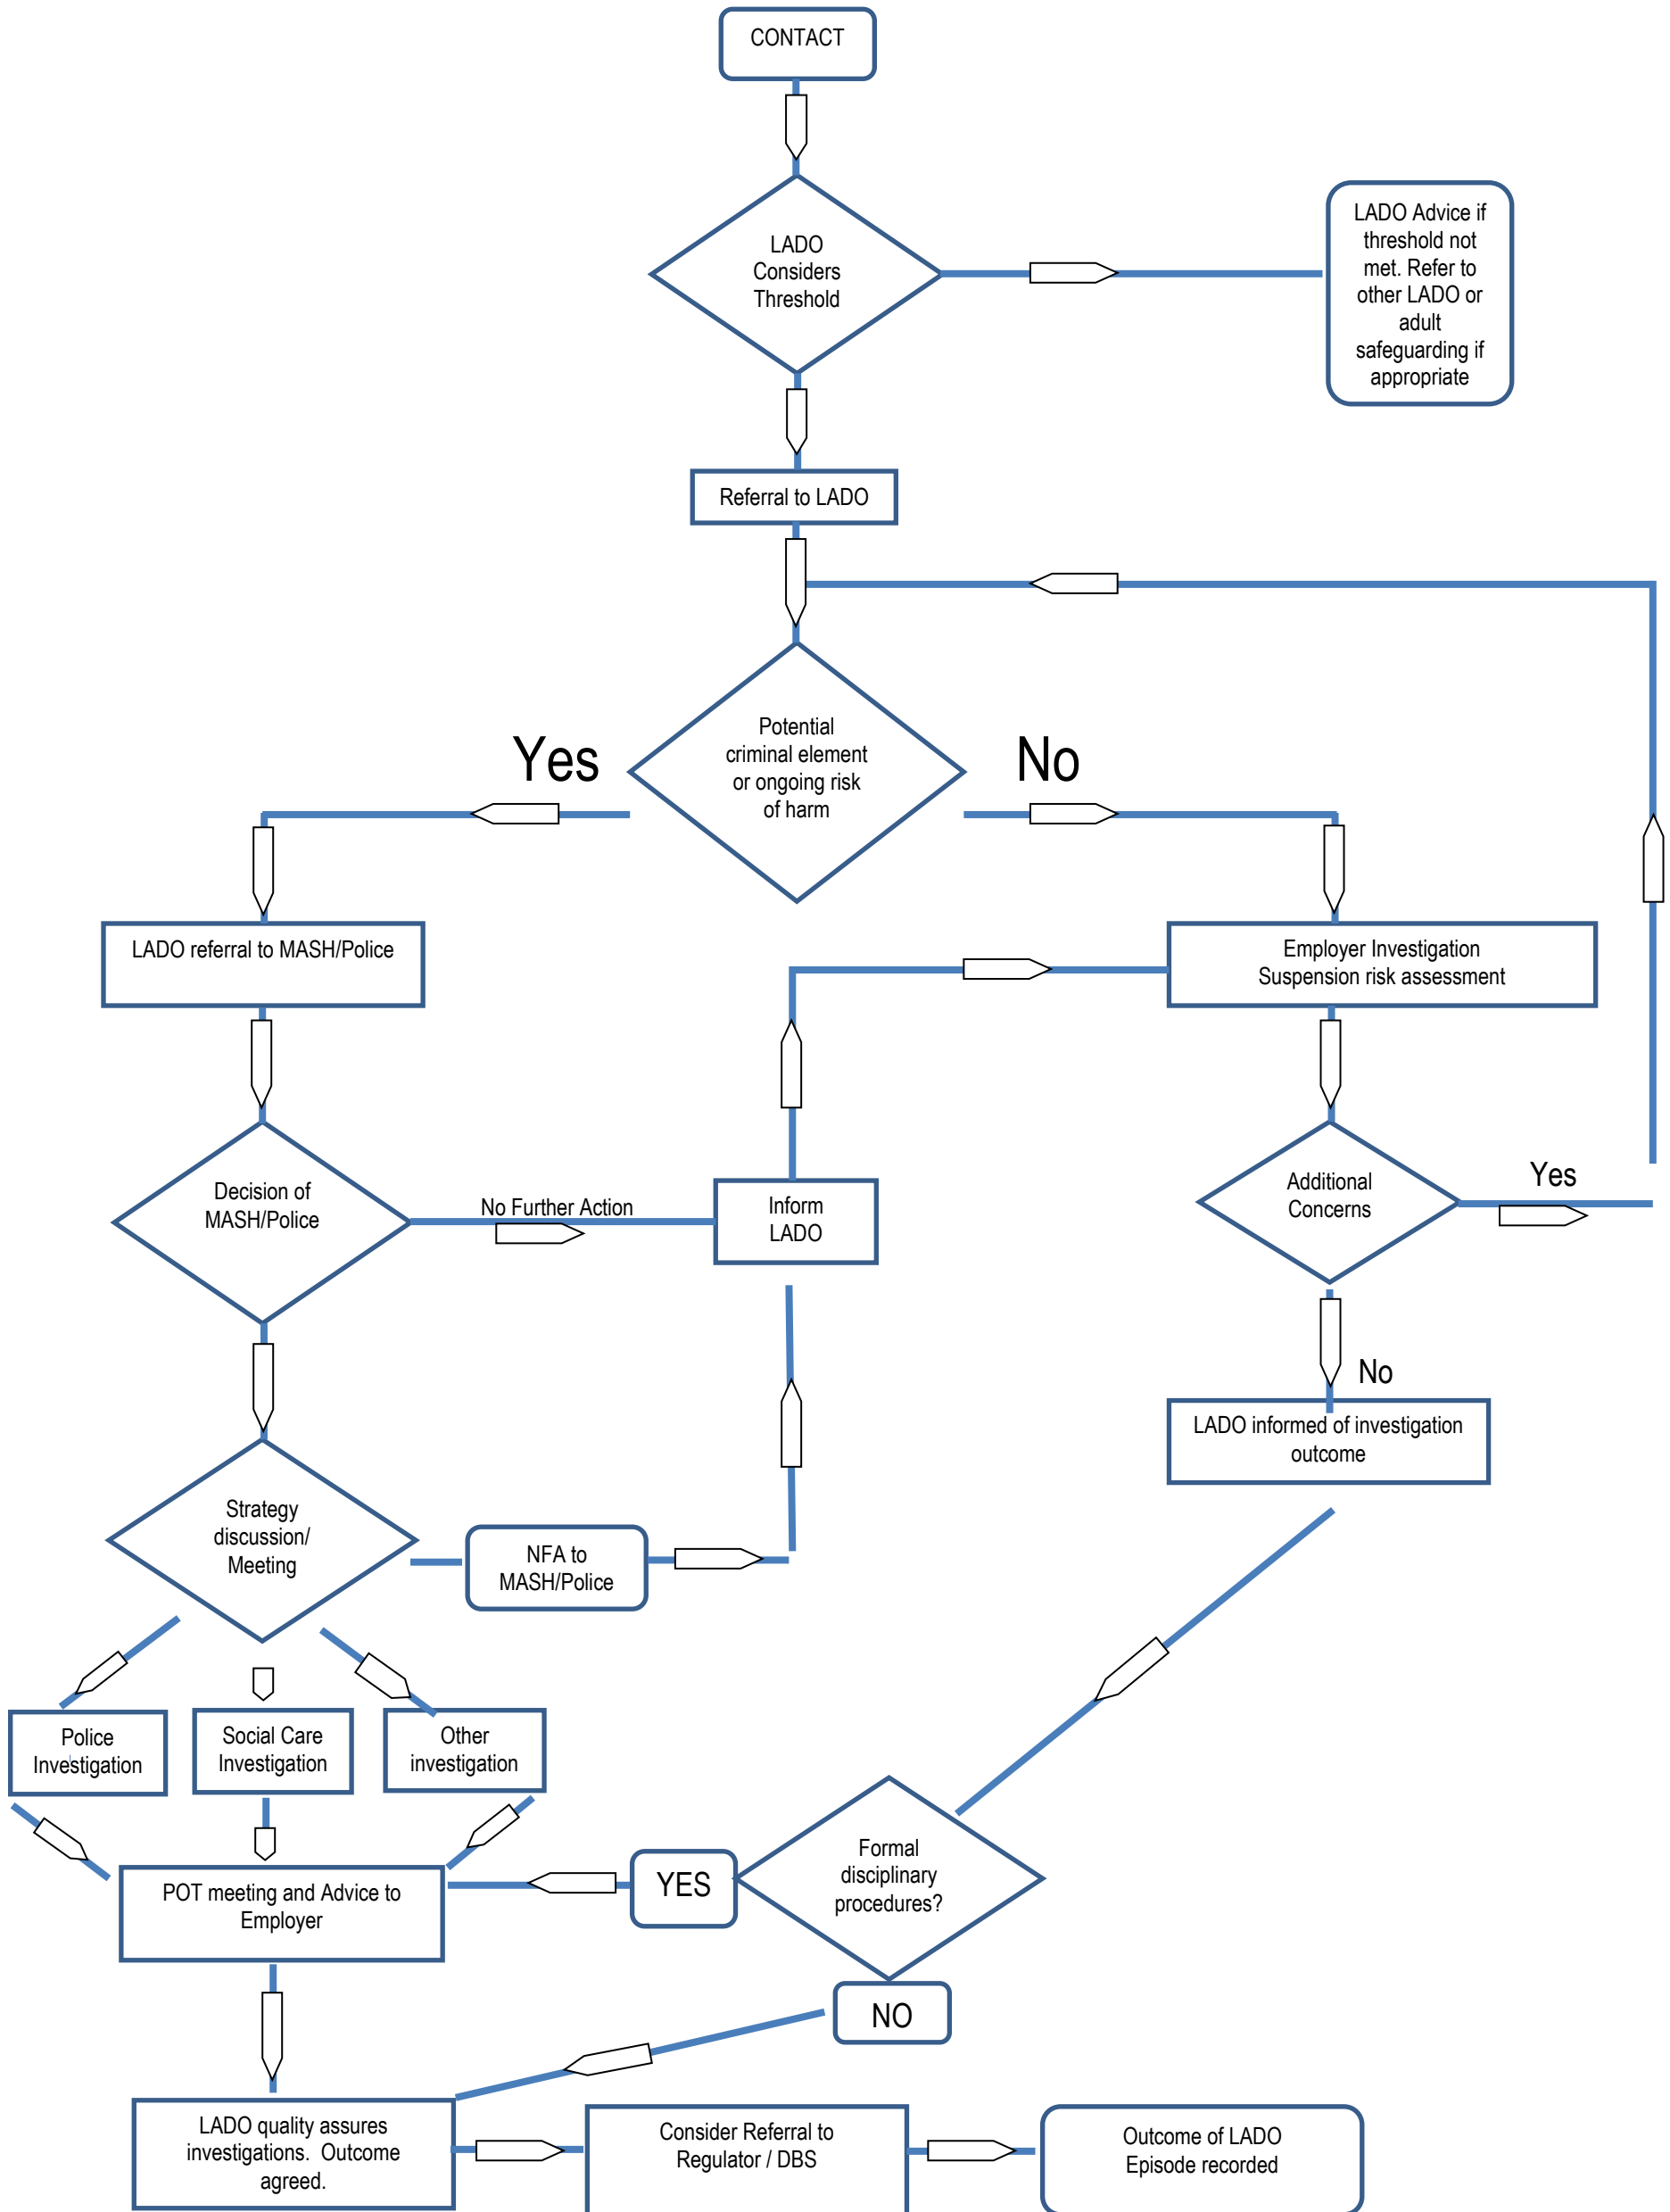 CONTACT
LADO
Considers
Threshold
LADO Advice if
threshold not
met. Refer to
other LADO or
adult
safeguarding if
appropriate
Referral to LADO
Potential
criminal element
or ongoing risk
of harm
Yes
No
LADO referral to MASH/Police
Employer Investigation
Suspension risk assessment
Decision of
MASH/Police
No Further Action
Inform
LADO
Additional
Concerns
Yes
No
LADO informed of investigation
outcome
Strategy
discussion/
Meeting
NFA to
MASH/Police
Police
Investigation
Social Care
Investigation
Other
investigation
Formal
disciplinary
procedures?
YES
POT meeting and Advice to
Employer
NO
LADO quality assures
investigations. Outcome
agreed.
Consider Referral to
Regulator / DBS
Outcome of LADO
Episode recorded